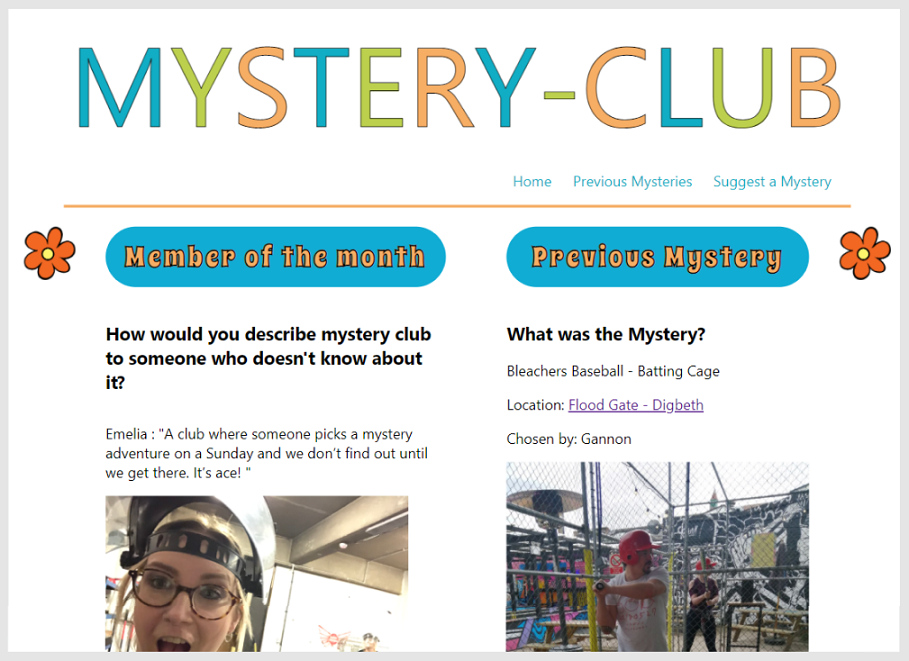 MYSTERY-CLUB
Home Previous Mysteries Suggest a Mystery
Member of the month
How would you describe mystery club
to someone who doesn't know about
it?
Emelia : "A club where someone picks a mystery
adventure on a Sunday and we don’t find out until
we get there. It’s ace! "
Previous Mystery
What was the Mystery?
Bleachers Baseball - Batting Cage
Location: Flood Gate - Digbeth
Chosen by: Gannon